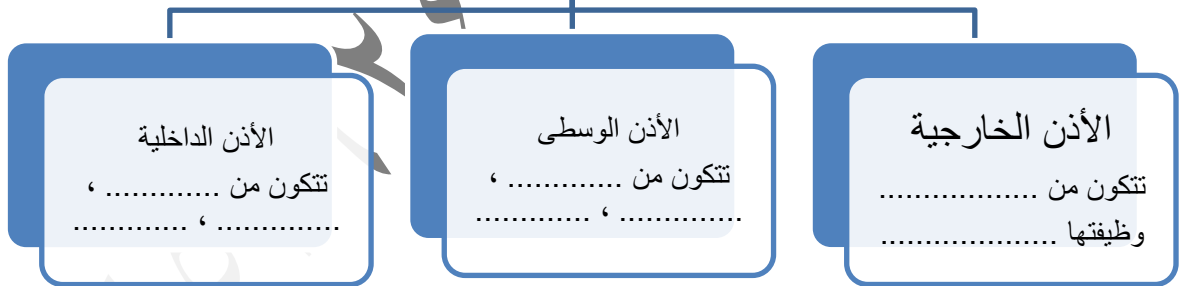 الأذن الخارجية
تتكون من ..................
وظيفتها ....................
الأذن الوسطى
تتكون من ............. ،
.............. ، .............
الأذن الداخلية
تتكون من ............. ،
.............. ، .............